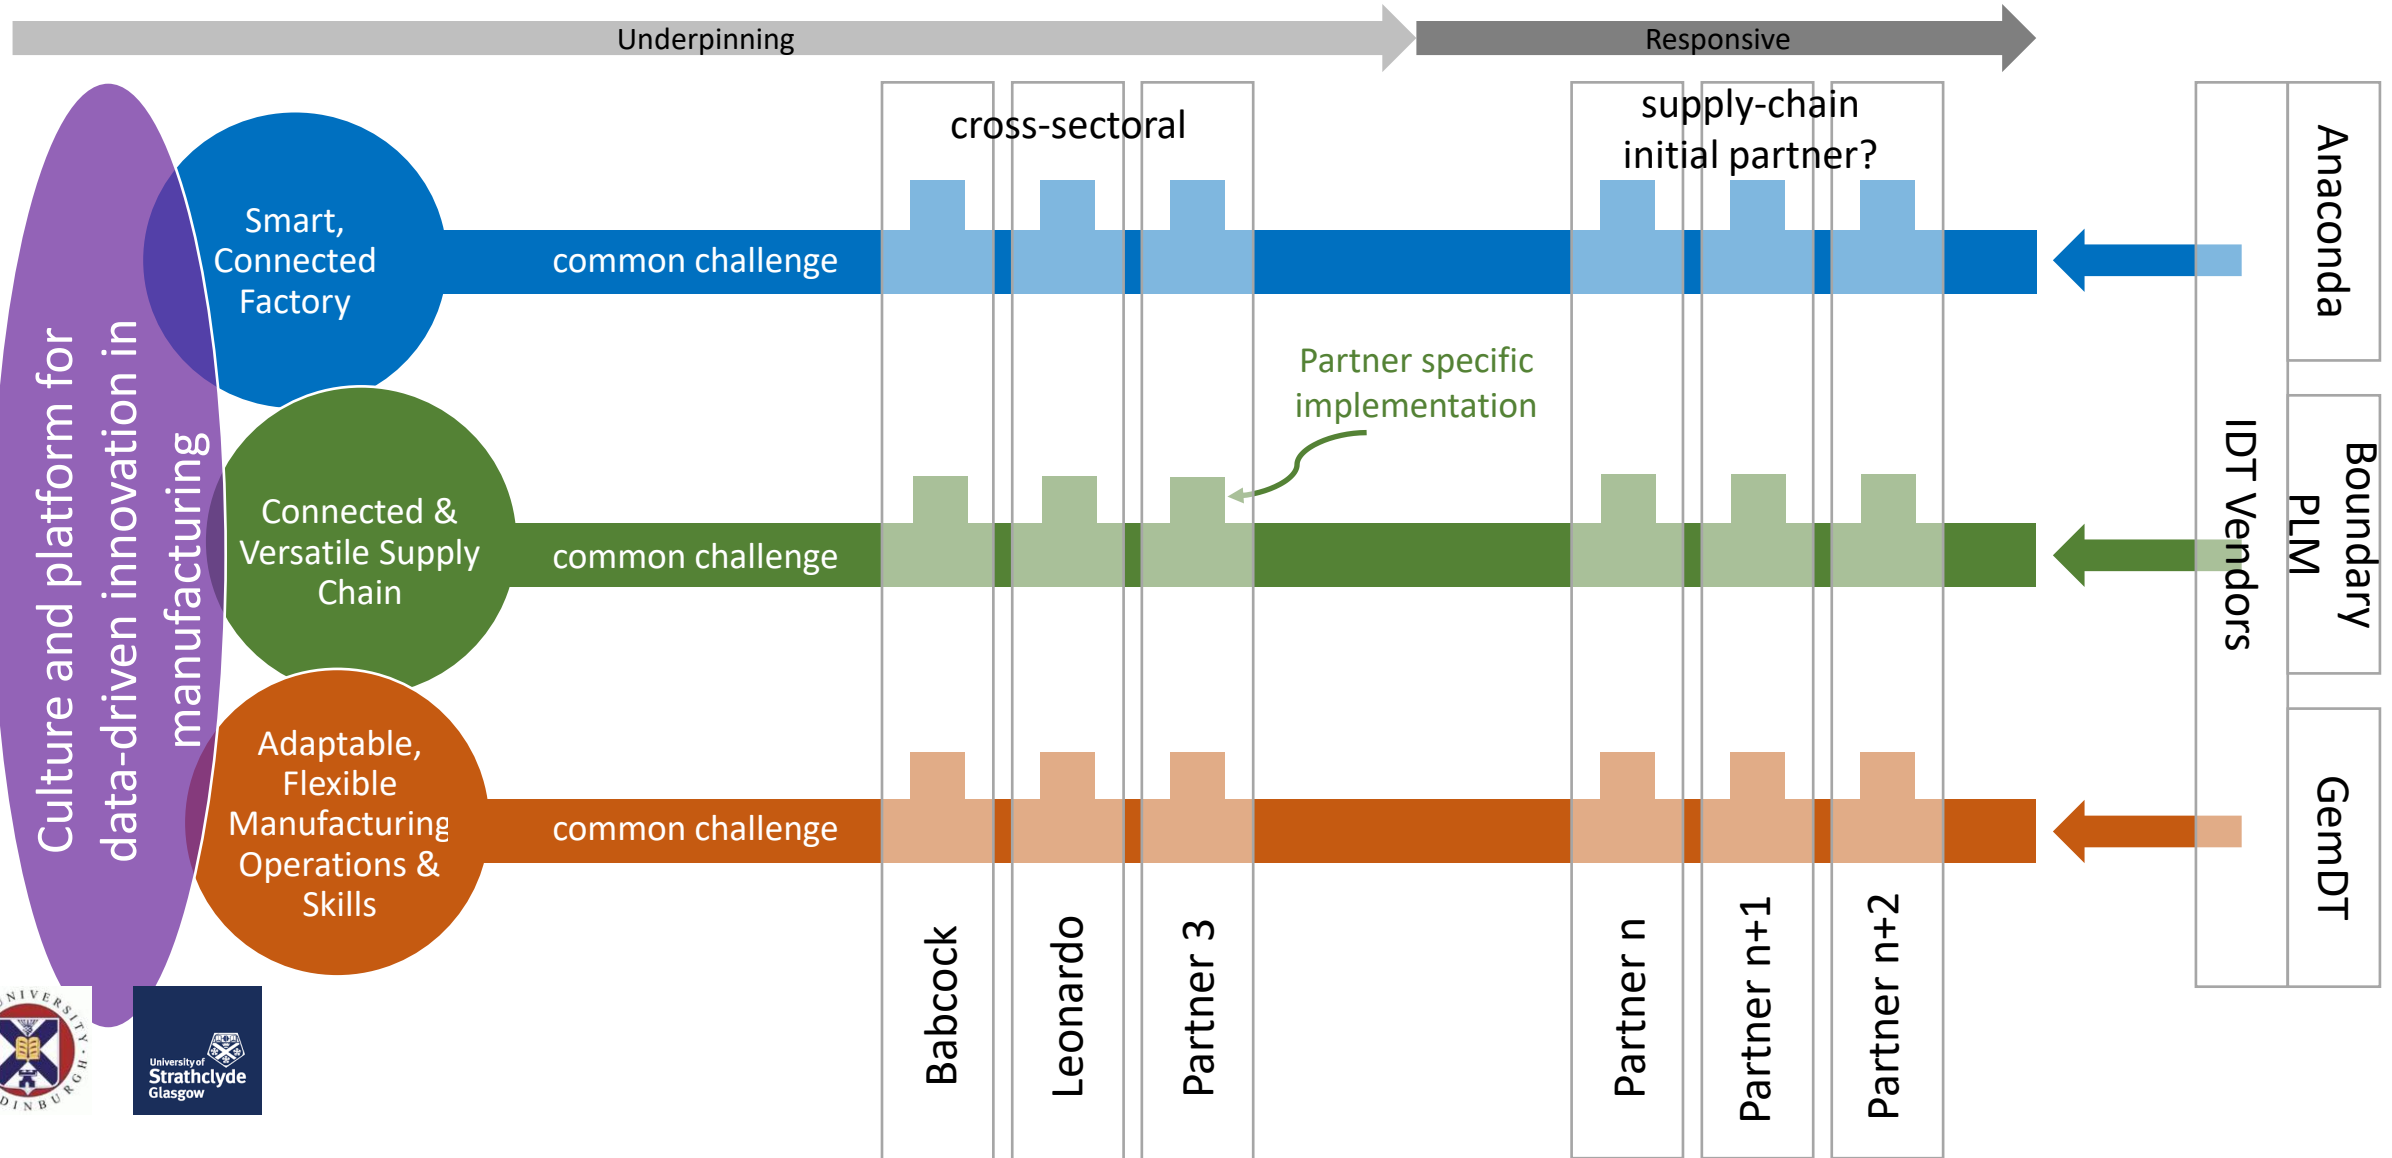 Underpinning
Responsive
cross-sectoral
supply-chain
initial partner?
Culture and platform for
data-driven innovation in
manufacturing
Smart,
Connected
Factory
common challenge
Partner specific
implementation
Connected &
Versatile Supply
Chain
common challenge
Adaptable,
Flexible
Manufacturing
Operations &
Skills
common challenge
Babcock
Leonardo
Partner 3
Partner n
Partner n+1
Partner n+2
IDT Vendors
Anaconda
Boundary
PLM
GemDT
University of
Strathclyde
Glasgow